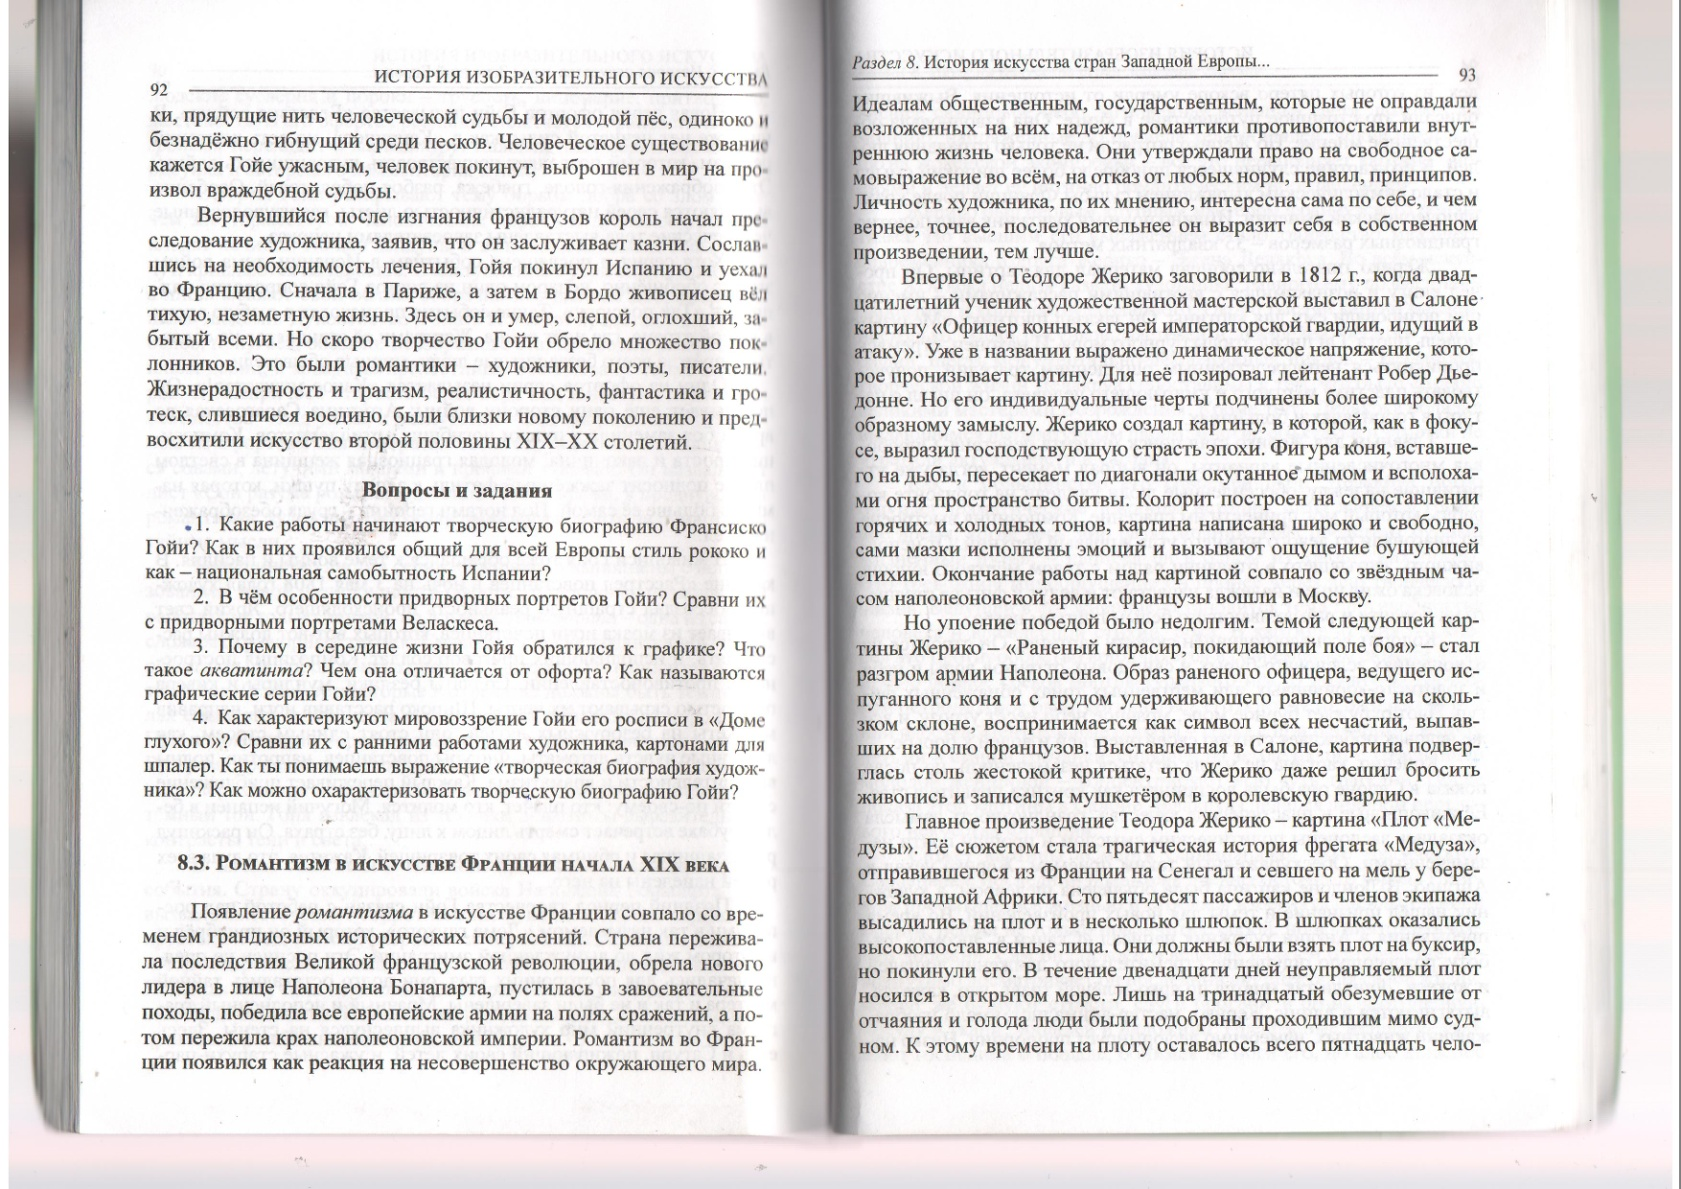 92
ИСТОРИЯ ИЗОБРАЗИТЕЛЬНОГО ИСКУССТВА
ки, прядущие нить человеческой судьбы и молодой пёс, одиноко и
безнадёжно гибнущий среди песков. Человеческое существование
кажется Гойе ужасным, человек покинут, выброшен в мир на про-
извол враждебной судьбы.
Вернувшийся после изгнания французов король начал пре-
следование художника, заявив, что он заслуживает казни. Сослав-
шись на необходимость лечения, Гойя покинул Испанию и уехал
во Францию. Сначала в Париже, а затем в Бордо живописец вёл
тихую, незаметную жизнь. Здесь он и умер, слепой, оглохший, за-
бытый всеми. Но скоро творчество Гойи обрело множество пок-
лонников. Это были романтики – художники, поэты, писатели.
Жизнерадостность и трагизм, реалистичность, фантастика и гро-
теск, слившиеся воедино, были близки новому поколению и пред-
восхитили искусство второй половины XIX–XX столетий.
Вопросы и задания
1. Какие работы начинают творческую биографию Франсиско
Гойи? Как в них проявился общий для всей Европы стиль рококо и
как – национальная самобытность Испании?
2. В чём особенности придворных портретов Гойи? Сравни их
с придворными портретами Веласкеса.
3. Почему в середине жизни Гойя обратился к графике? Что
такое акватинта? Чем она отличается от офорта? Как называются
графические серии Гойи?
4. Как характеризуют мировоззрение Гойи его росписи в «Доме
глухого»? Сравни их с ранними работами художника, картонами для
шпалер. Как ты понимаешь выражение «творческая биография худож-
ника»? Как можно охарактеризовать творческую биографию Гойи?
8.3. Романтизм в искусстве Франции начала XIX века
Появление романтизма в искусстве Франции совпало со вре-
менем грандиозных исторических потрясений. Страна пережива-
ла последствия Великой французской революции, обрела нового
лидера в лице Наполеона Бонапарта, пустилась в завоевательные
походы, победила все европейские армии на полях сражений, а по-
том пережила крах наполеоновской империи. Романтизм во Фран-
ции появился как реакция на несовершенство окружающего мира.
Раздел 8. История искусства стран Западной Европы...
93
Идеалам общественным, государственным, которые не оправдали
возложенных на них надежд, романтики противопоставили внут-
реннюю жизнь человека. Они утверждали право на свободное са-
мовыражение во всём, на отказ от любых норм, правил, принципов.
Личность художника, по их мнению, интересна сама по себе, и чем
вернее, точнее, последовательнее он выразит себя в собственном
произведении, тем лучше.
Впервые о Теодоре Жерико заговорили в 1812 г., когда двад-
цатилетний ученик художественной мастерской выставил в Салоне
картину «Офицер конных егерей императорской гвардии, идущий в
атаку». Уже в названии выражено динамическое напряжение, кото-
рое пронизывает картину. Для неё позировал лейтенант Робер Дье-
донне. Но его индивидуальные черты подчинены более широкому
образному замыслу. Жерико создал картину, в которой, как в фоку-
се, выразил господствующую страсть эпохи. Фигура коня, вставше-
го на дыбы, пересекает по диагонали окутанное дымом и всполоха-
ми огня пространство битвы. Колорит построен на сопоставлении
горячих и холодных тонов, картина написана широко и свободно,
сами мазки исполнены эмоций и вызывают ощущение бушующей
стихии. Окончание работы над картиной совпало со звёздным ча-
сом наполеоновской армии: французы вошли в Москву.
Но упоение победой было недолгим. Темой следующей кар-
тины Жерико – «Раненый кирасир, покидающий поле боя» – стал
разгром армии Наполеона. Образ раненого офицера, ведущего ис-
пуганного коня и с трудом удерживающего равновесие на сколь-
зком склоне, воспринимается как символ всех несчастий, выпав-
ших на долю французов. Выставленная в Салоне, картина подвер-
глась столь жестокой критике, что Жерико даже решил бросить
живопись и записался мушкетёром в королевскую гвардию.
Главное произведение Теодора Жерико – картина «Плот «Ме-
дузы». Её сюжетом стала трагическая история фрегата «Медуза»,
отправившегося из Франции на Сенегал и севшего на мель у бере-
гов Западной Африки. Сто пятьдесят пассажиров и членов экипажа
высадились на плот и в несколько шлюпок. В шлюпках оказались
высокопоставленные лица. Они должны были взять плот на буксир,
но покинули его. В течение двенадцати дней неуправляемый плот
носился в открытом море. Лишь на тринадцатый обезумевшие от
отчаяния и голода люди были подобраны проходившим мимо суд-
ном. К этому времени на плоту оставалось всего пятнадцать чело-